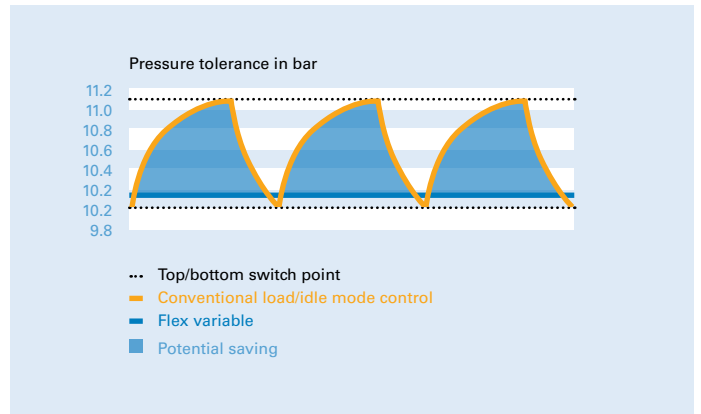 Pressure tolerance in bar
11.2
11.0
10.8
10.6
10.4
10.2
10.2
9.8
Top/bottom switch point
Conventional load/idle mode control
Flex variable
Potential saving